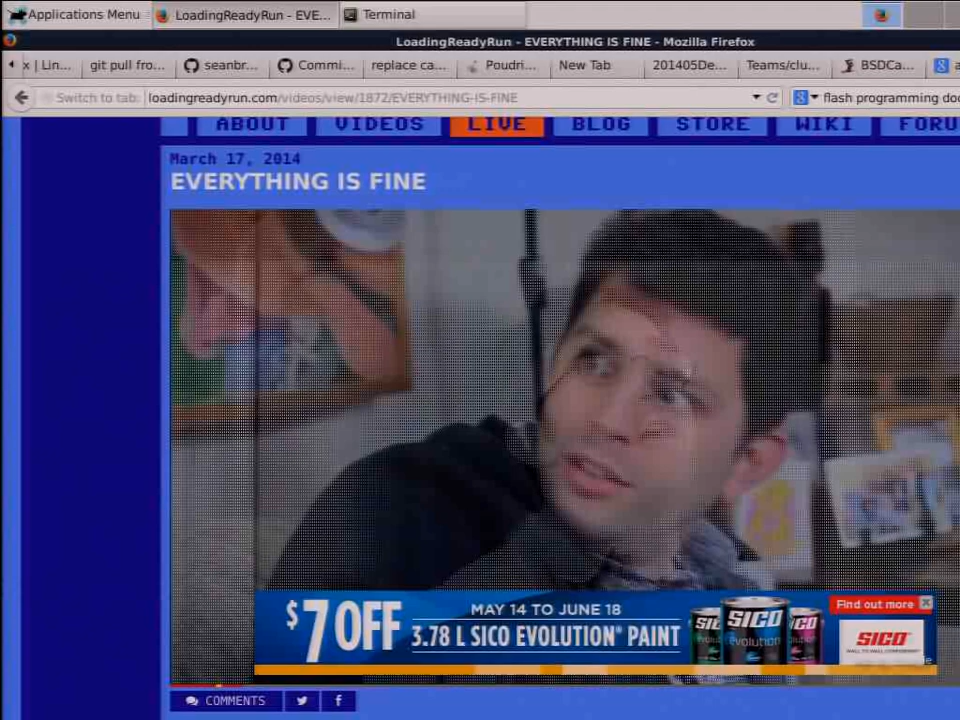 Applications Menu LoadingReadyRun - EVE... Terminal
LoadingReadyRun - EVERYTHING IS FINE - Mozilla Firefox
x | Lin... git pull fro... seanbr... Commi... replace ca... Poudri... New Tab 201405De... Teams/clu... BSDCa...
Switch to tab: loadingreadyrun.com/videos/view/1872/EVERYTHING-IS-FINE flash programming doc
ABOUT VIDEOS LIVE BLOG STORE WIKI FORU
March 17, 2014
EVERYTHING IS FINE
$7 OFF
MAY 14 TO JUNE 18
3.78 L SICO EVOLUTION® PAINT
SICO
evolution
Find out more
SICO
COMMENTS